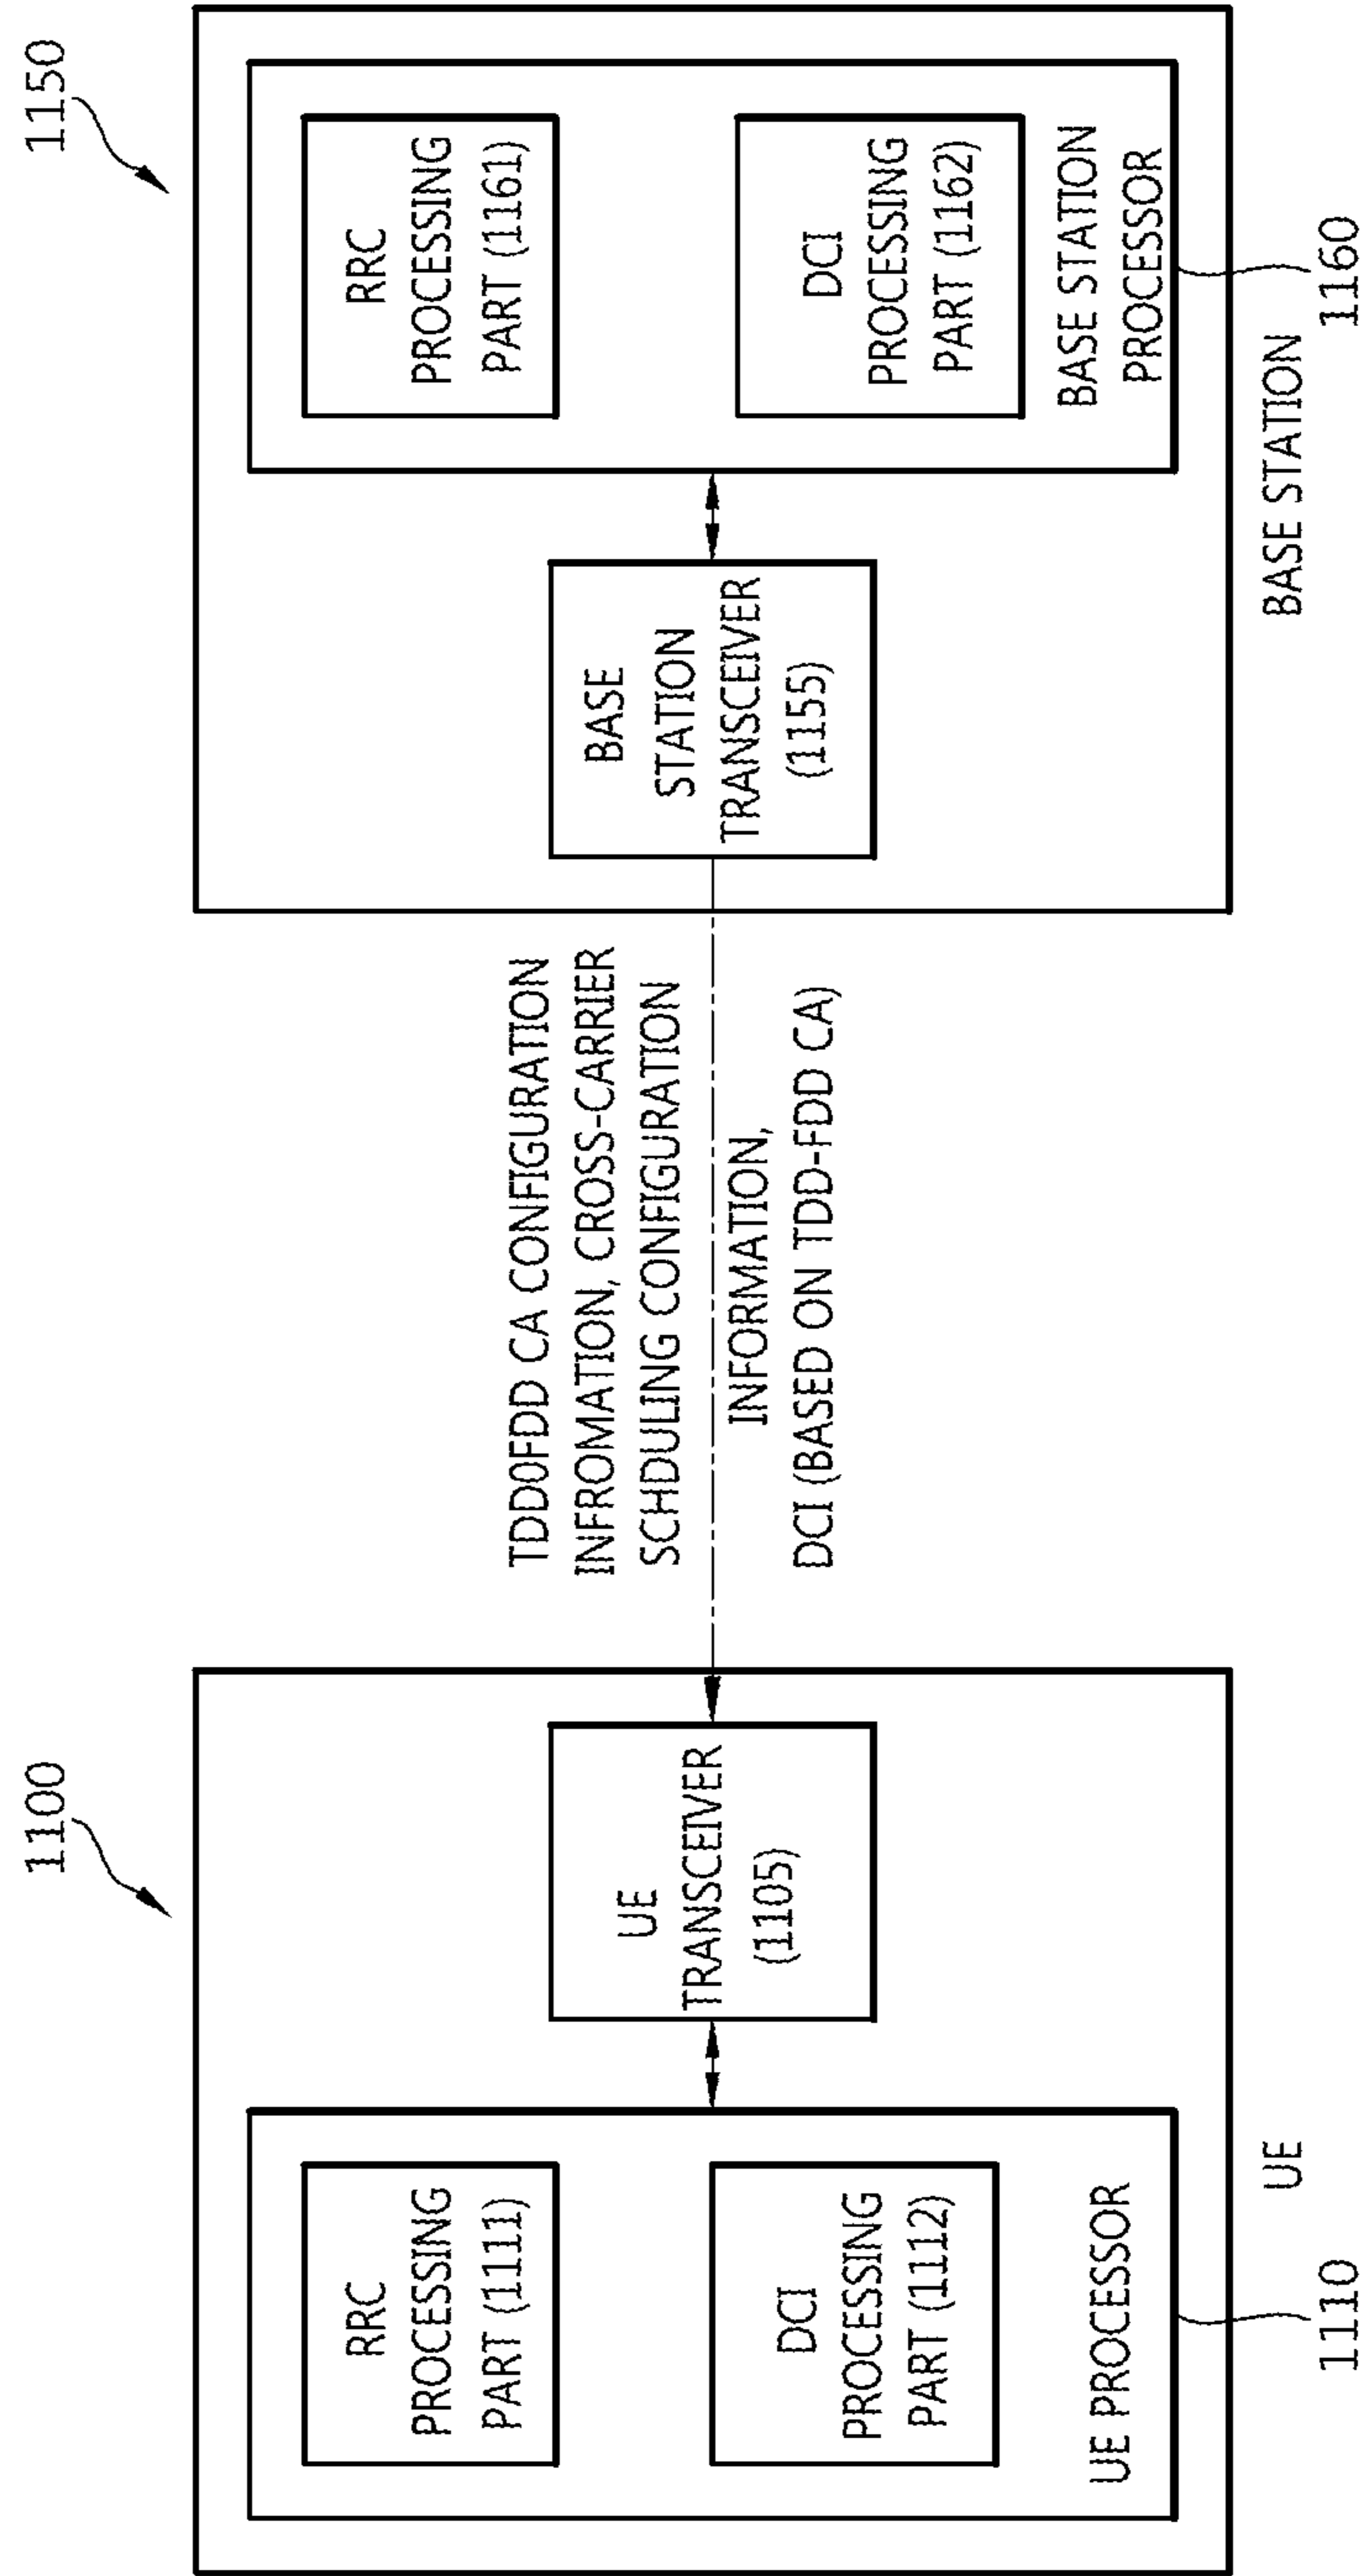 1100
RRC
PROCESSING
PART (1111)
DCI
PROCESSING
PART (1112)
UE PROCESSOR
1110
UE
UE
TRANSCEIVER
(1105)
TDD0FDD CA CONFIGURATION
INFROMATION, CROSS-CARRIER
SCHDULING CONFIGURATION
INFORMATION,
DCI (BASED ON TDD-FDD CA)
1150
BASE
STATION
TRANSCEIVER
(1155)
RRC
PROCESSING
PART (1161)
DCI
PROCESSING
PART (1162)
BASE STATION
PROCESSOR
1160
BASE STATION